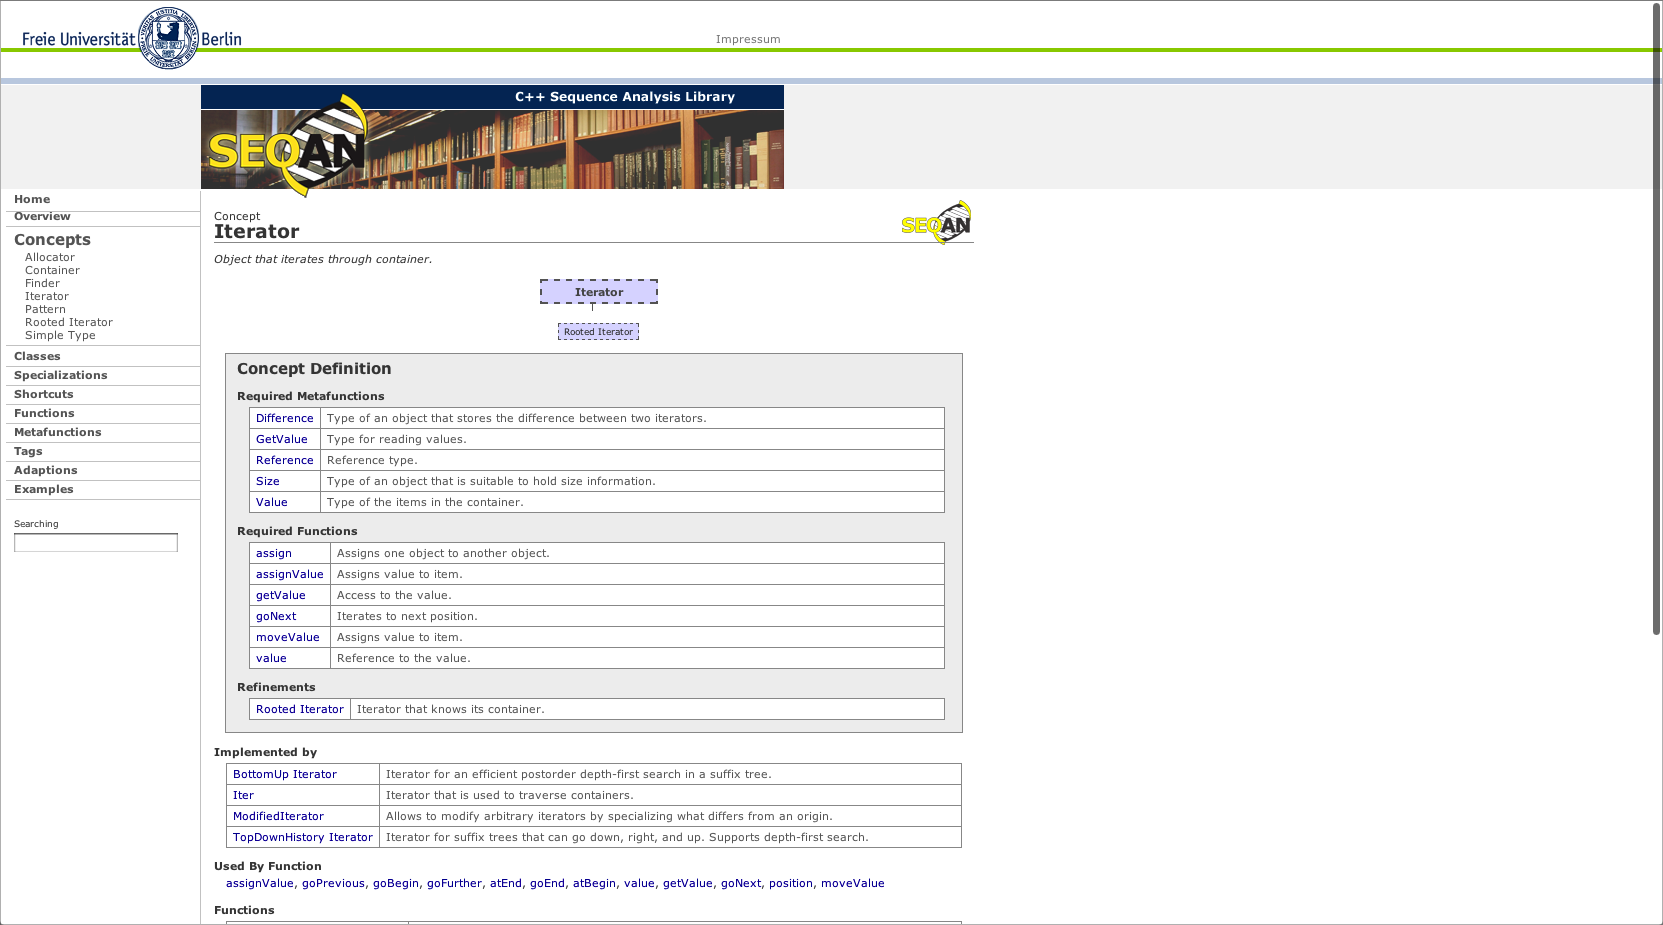 Freie Universität Berlin
Impressum
C++ Sequence Analysis Library
SEQAN
Home
Overview
Concepts
Allocator
Container
Finder
Iterator
Pattern
Rooted Iterator
Simple Type
Classes
Specializations
Shortcuts
Functions
Metafunctions
Tags
Adaptions
Examples
Searching
Concept
Iterator
SEQAN
Object that iterates through container.
Iterator
Rooted Iterator
Concept Definition
Required Metafunctions
Difference Type of an object that stores the difference between two iterators.
GetValue Type for reading values.
Reference Reference type.
Size Type of an object that is suitable to hold size information.
Value Type of the items in the container.
Required Functions
assign Assigns one object to another object.
assignValue Assigns value to item.
getValue Access to the value.
goNext Iterates to next position.
moveValue Assigns value to item.
value Reference to the value.
Refinements
Rooted Iterator Iterator that knows its container.
Implemented by
BottomUp Iterator Iterator for an efficient postorder depth-first search in a suffix tree.
Iter Iterator that is used to traverse containers.
ModifiedIterator Allows to modify arbitrary iterators by specializing what differs from an origin.
TopDownHistory Iterator Iterator for suffix trees that can go down, right, and up. Supports depth-first search.
Used By Function
assignValue, goPrevious, goBegin, goFurther, atEnd, goEnd, atBegin, value, getValue, goNext, position, moveValue
Functions